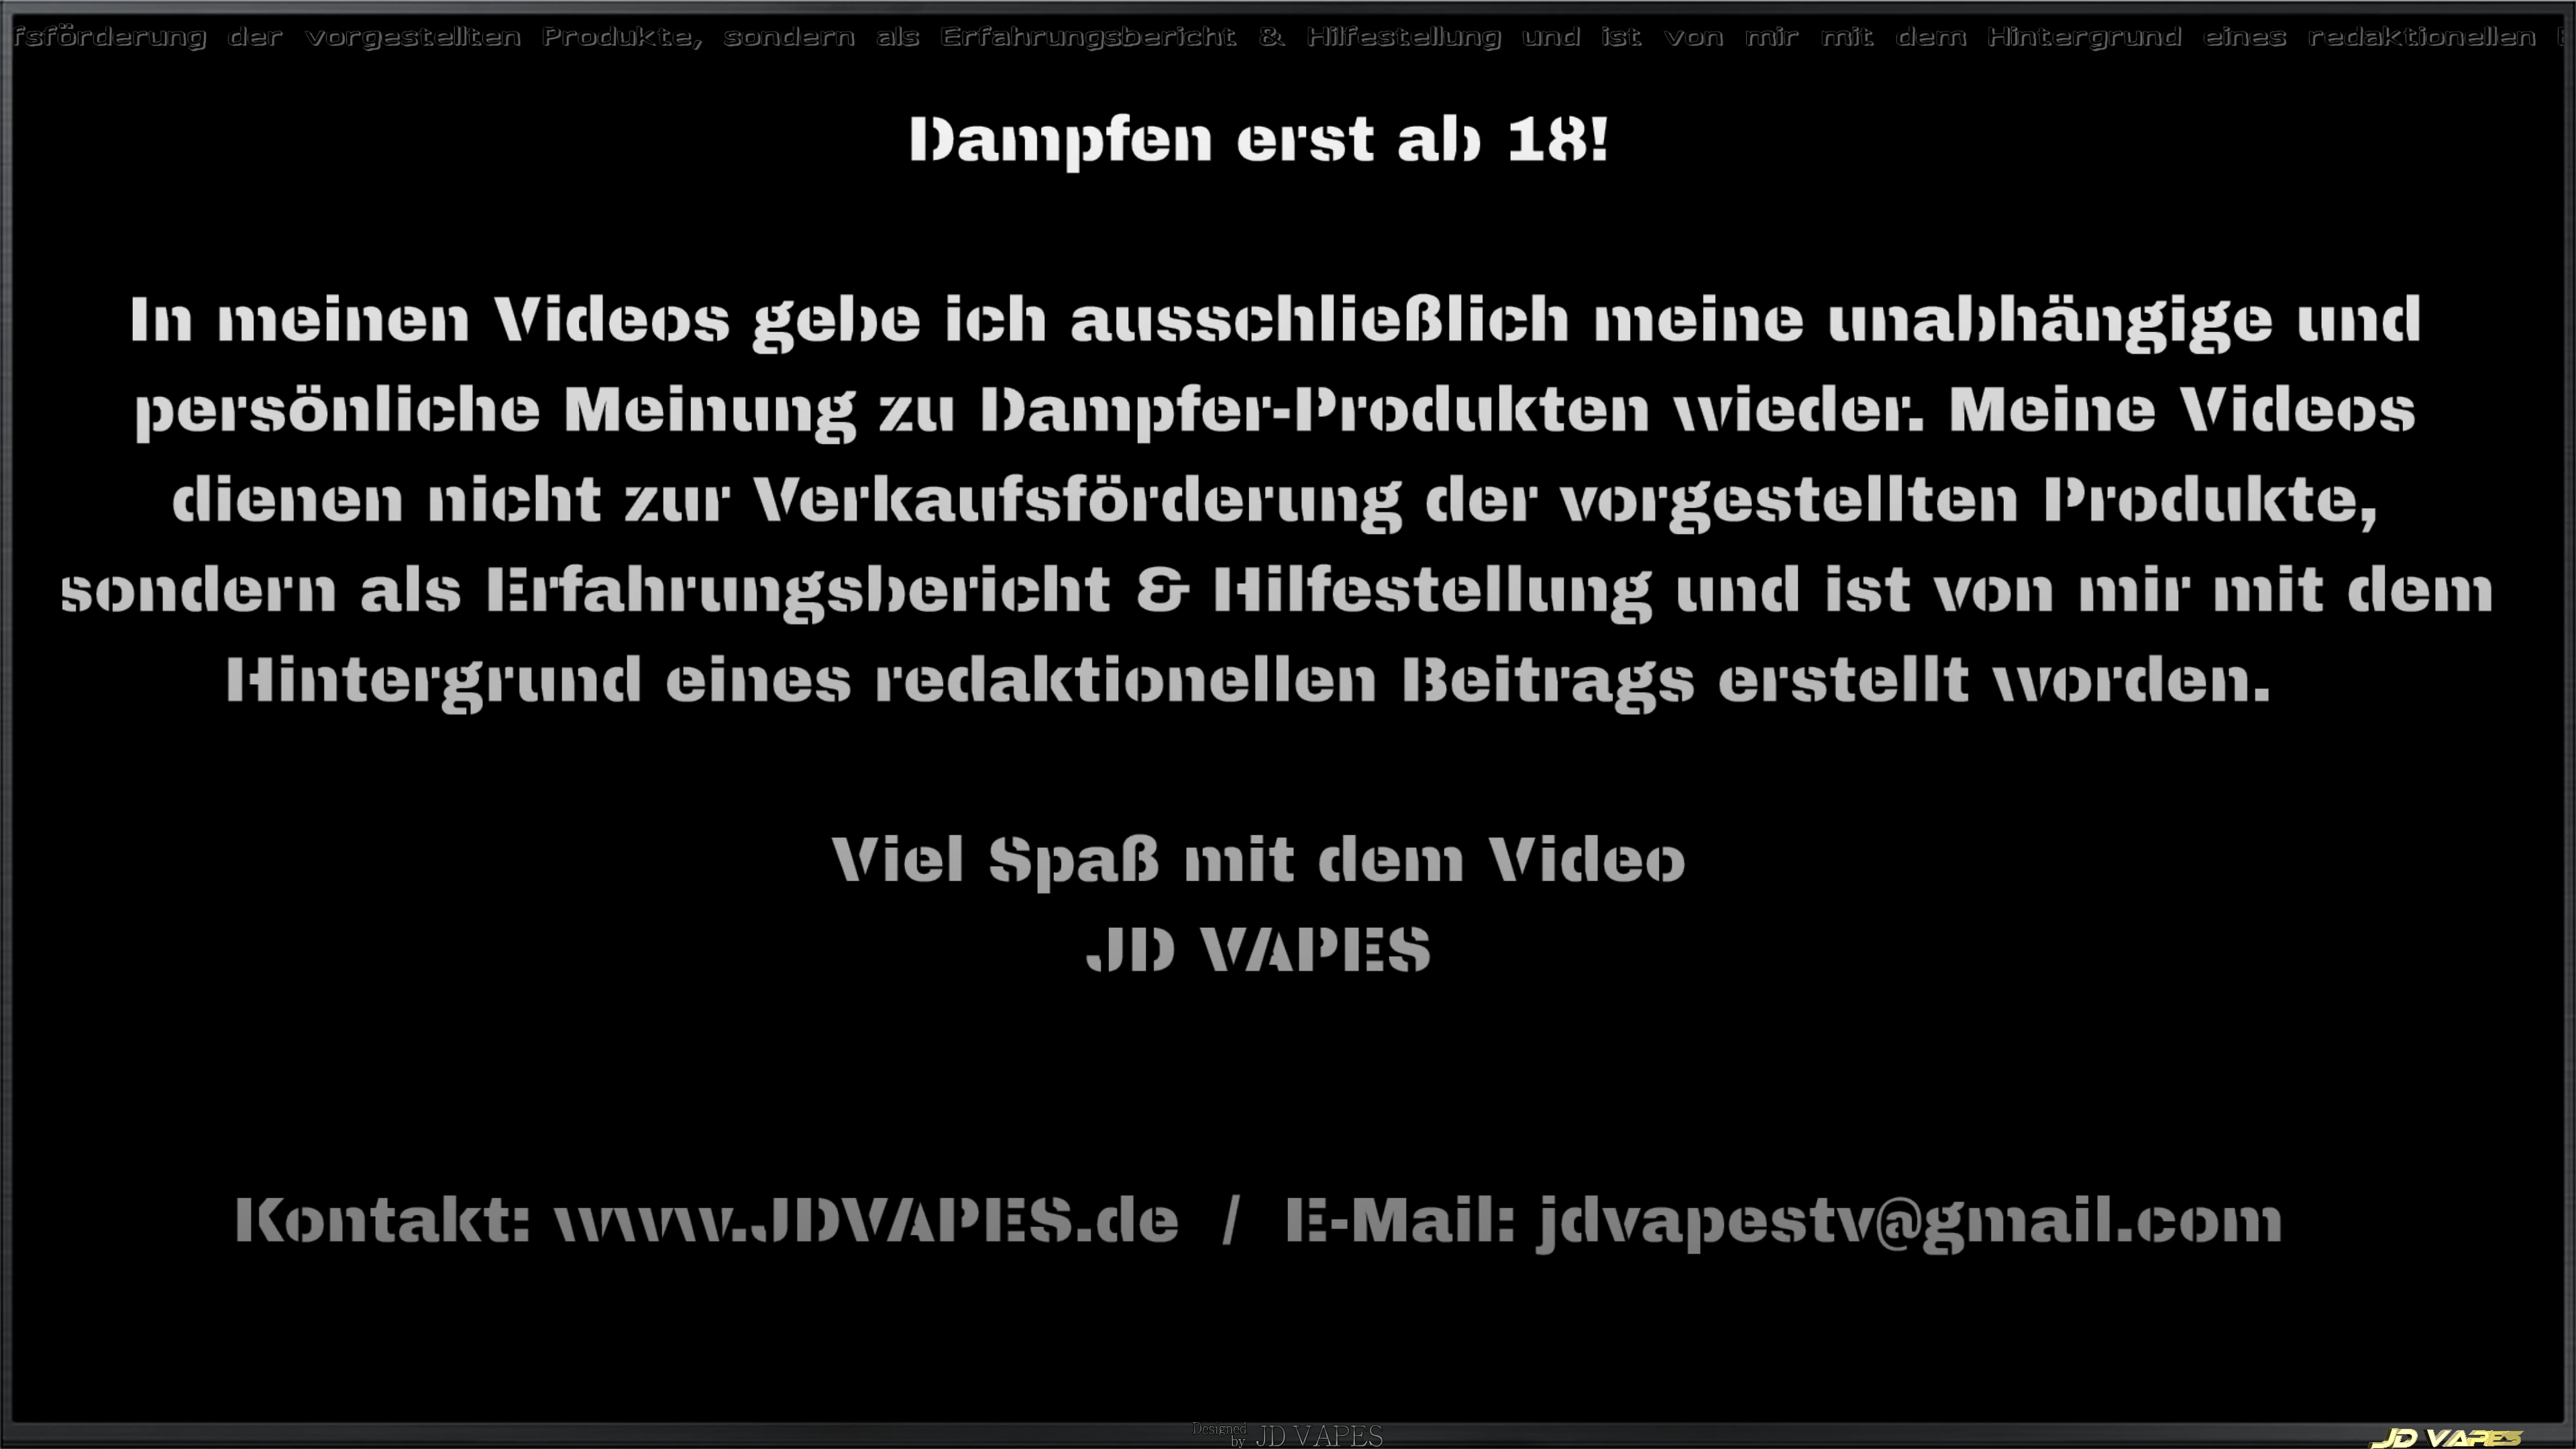 fsförderung der vorgestellten Produkte, sondern als Erfahrungsbericht & Hilfestellung und ist von mir mit dem Hintergrund eines redaktionellen
Dampfen erst ab 18!
In meinen Videos gebe ich ausschließlich meine unabhängige und
persönliche Meinung zu Dampfer-Produkten wieder. Meine Videos
dienen nicht zur Verkaufsförderung der vorgestellten Produkte,
sondern als Erfahrungsbericht & Hilfestellung und ist von mir mit dem
Hintergrund eines redaktionellen Beitrags erstellt worden.
Viel Spaß mit dem Video
JD VAPES
Kontakt: www.JDVAPES.de / E-Mail: jdvapestv@gmail.com
Designed by JD VAPES
JD VAPES